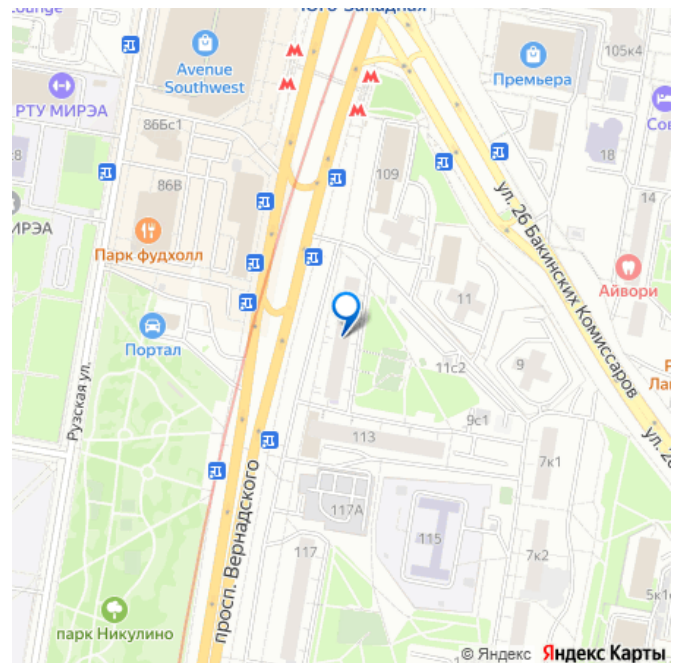 Lounge
Юго-Западная
Avenue
Southwest
Премьера
105к4
РТУ МИРЭА
86Бс1
18
Сов
с8
86В
109
14
ул. 26 Бакинских Комиссаров
МИРЭА
Парк фудхолл
Айвори
11
Портал
11с2
9
Рузская ул.
9с1
ул. 26
113
7к1
просп. Вернадского
117А
115
117
7к2
5к1
парк Никулино
© Яндекс Яндекс Карты